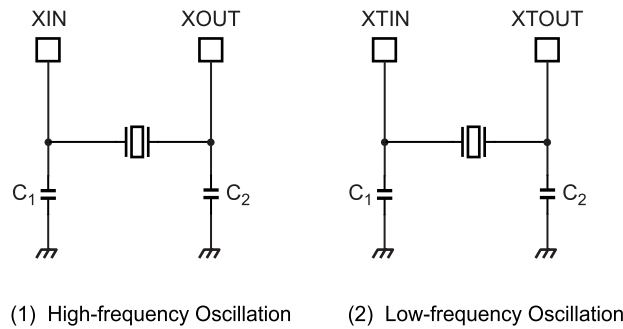 XIN XOUT XTIN XTOUT
C1 C2 C1 C2
(1) High-frequency Oscillation (2) Low-frequency Oscillation